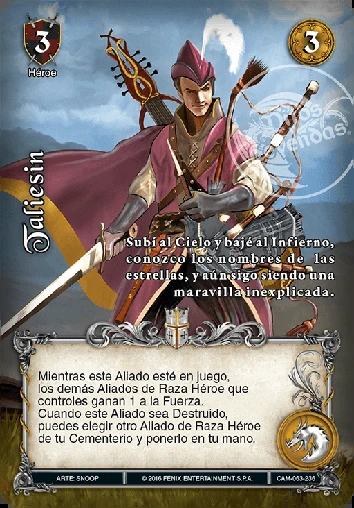 3
Héroe
3
Mitos
Leyendas.
Taliesin
Subí al Cielo y bajé al Infierno,
conozco los nombres de las
estrellas, y aún sigo siendo una
maravilla inexplicada.
Mientras este Aliado esté en juego,
los demás Aliados de Raza Héroe que
controles ganan 1 a la Fuerza.
Cuando este Aliado sea Destruido,
puedes elegir otro Aliado de Raza Héroe
de tu Cementerio y ponerlo en tu mano.
ARTE: SNOOP
© 2016 FENIX ENTERTAINMENT S.P.A.